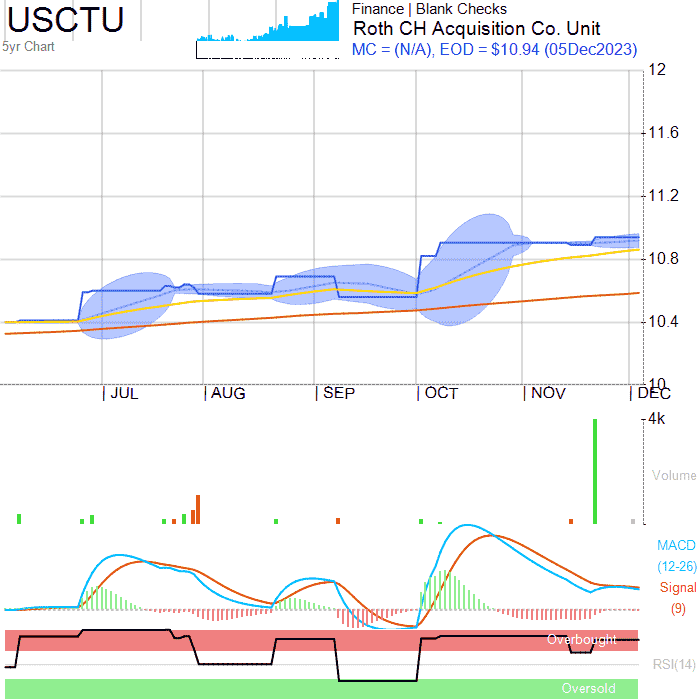 USCTU
5yr Chart
Finance | Blank Checks
Roth CH Acquisition Co. Unit
MC = (N/A), EOD = $10.94 (05Dec2023)
12
11.6
11.2
10.8
10.4
10
JUL AUG SEP OCT NOV DEC
4k
Volume
MACD
(12-26)
Signal
(9)
Overbought
RSI(14)
Oversold